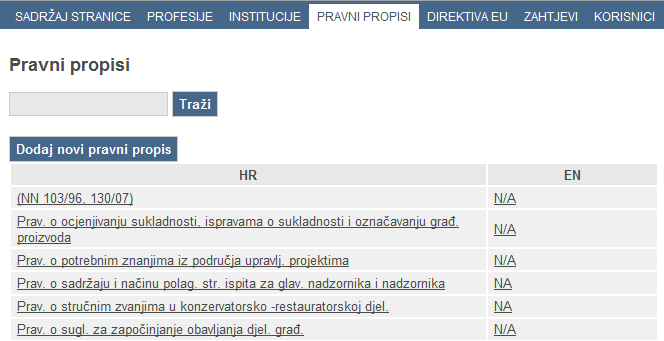 SADRŽAJ STRANICE PROFESIJE INSTITUCIJE PRAVNI PROPISI DIREKTIVA EU ZAHTJEVI KORISNICI
Pravni propisi
Traži
Dodaj novi pravni propis
HR EN
(NN 103/96, 130/07) N/A
Prav. o ocjenjivanju sukladnosti, ispravama o sukladnosti i označavanju građ.
proizvoda N/A
Prav. o potrebnim znanjima iz područja upravlj. projektima N/A
Prav. o sadržaju i načinu polag. str. ispita za glav. nadzornika i nadzornika NA
Prav. o stručnim zvanjima u konzervatorsko -restauratorskoj djel. NA
Prav. o sugl. za započinjanje obavljanja djel. građ. N/A